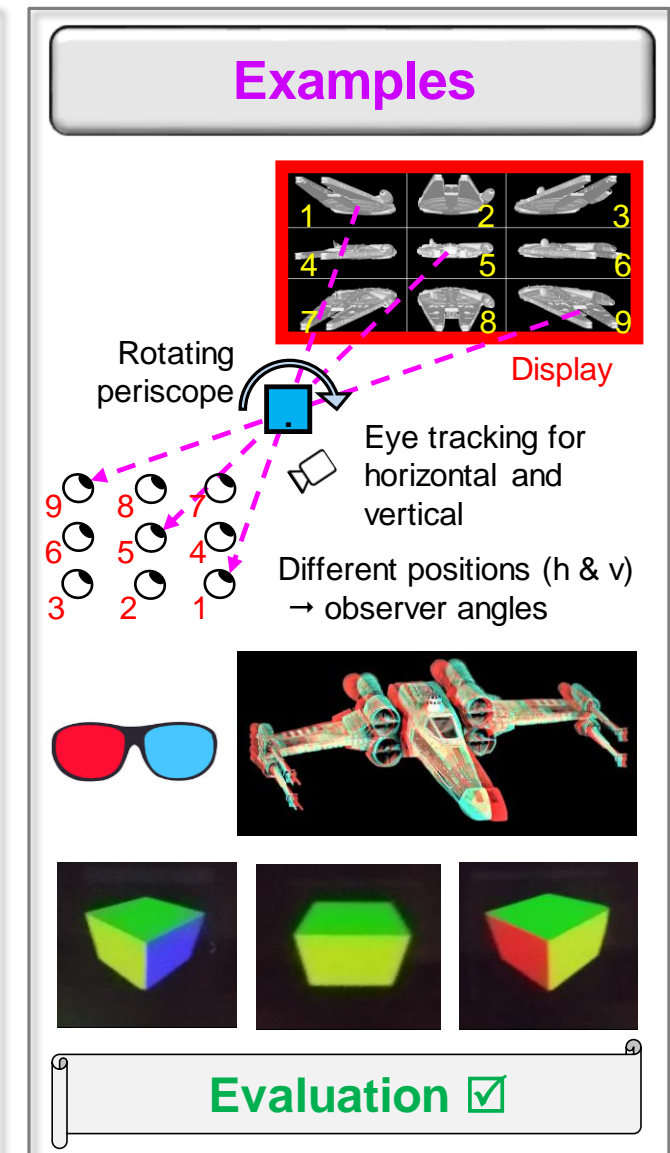 Examples
1 2 3
4 5 6
7 8 9
Display
Rotating
periscope
Eye tracking for
horizontal and
vertical
9 8 7
6 5 4
3 2 1
Different positions (h & v)
→ observer angles
Evaluation ☑